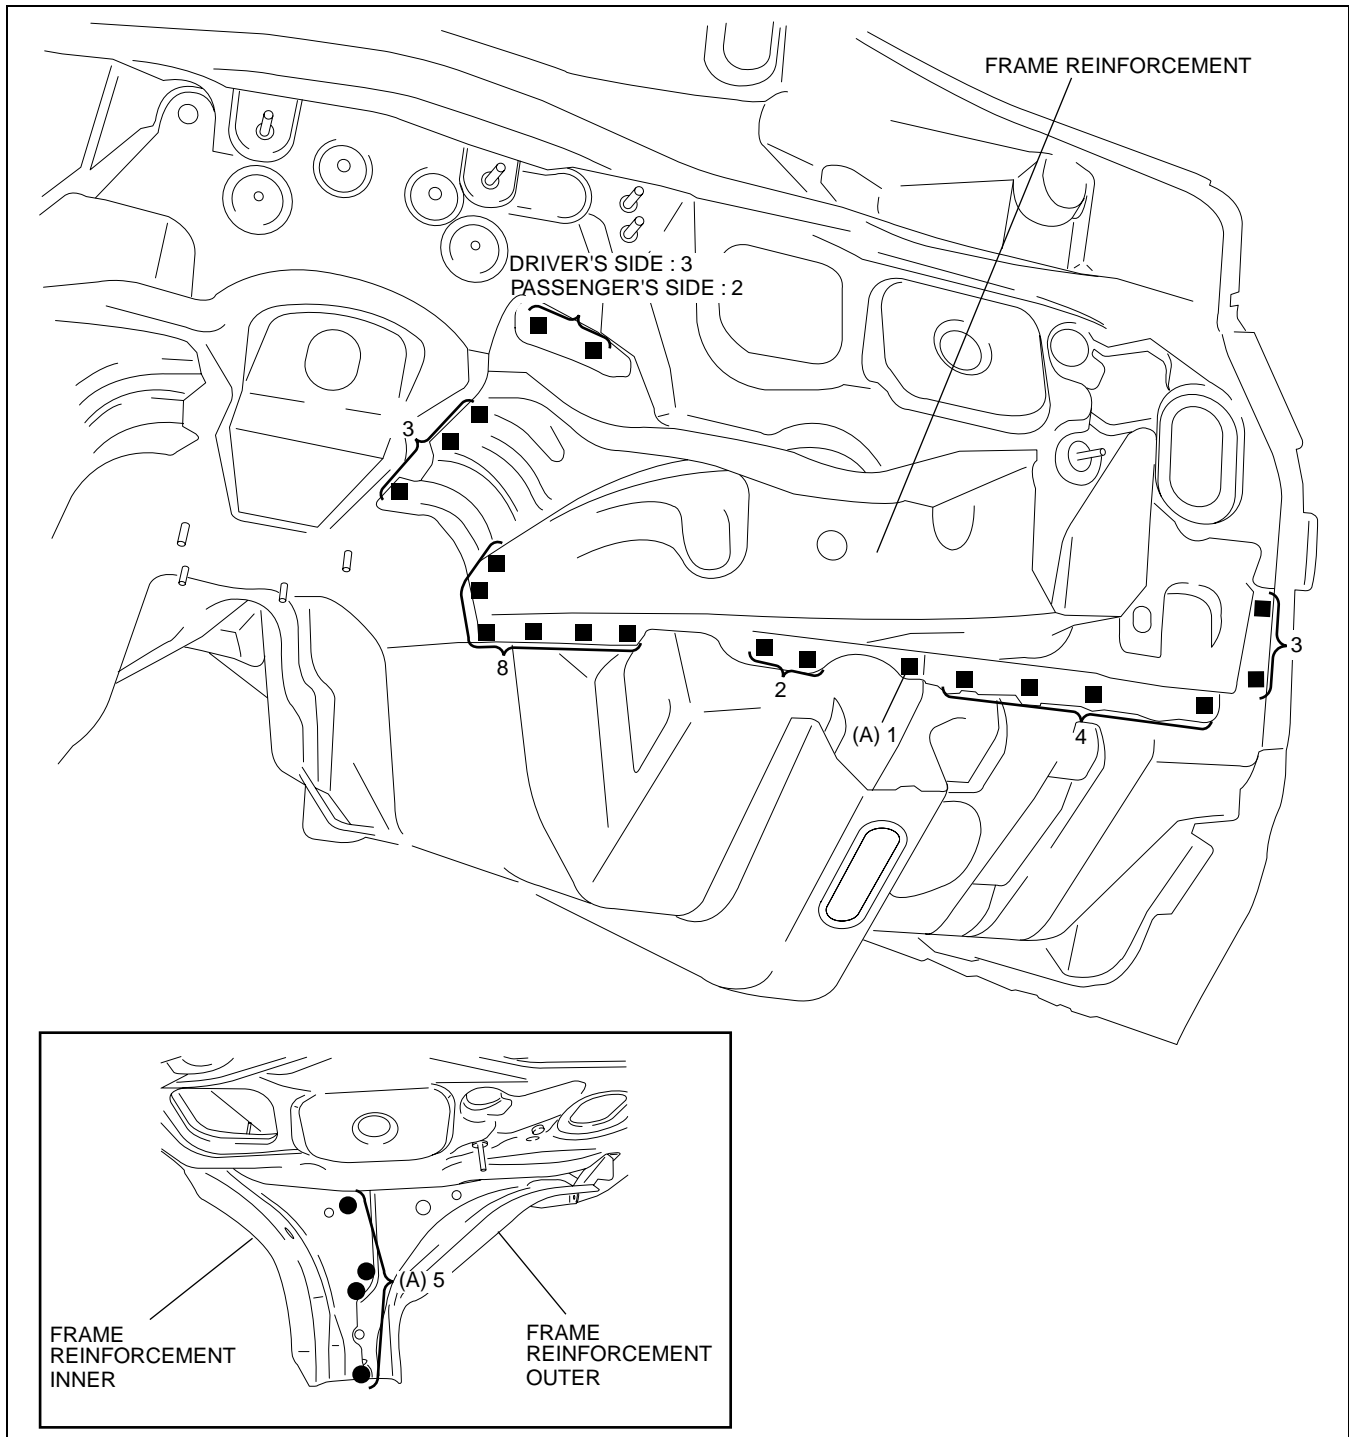 FRAME REINFORCEMENT
DRIVER'S SIDE : 3
PASSENGER'S SIDE : 2
3
8
2
(A) 1
4
3
(A) 5
FRAME
REINFORCEMENT
INNER
FRAME
REINFORCEMENT
OUTER